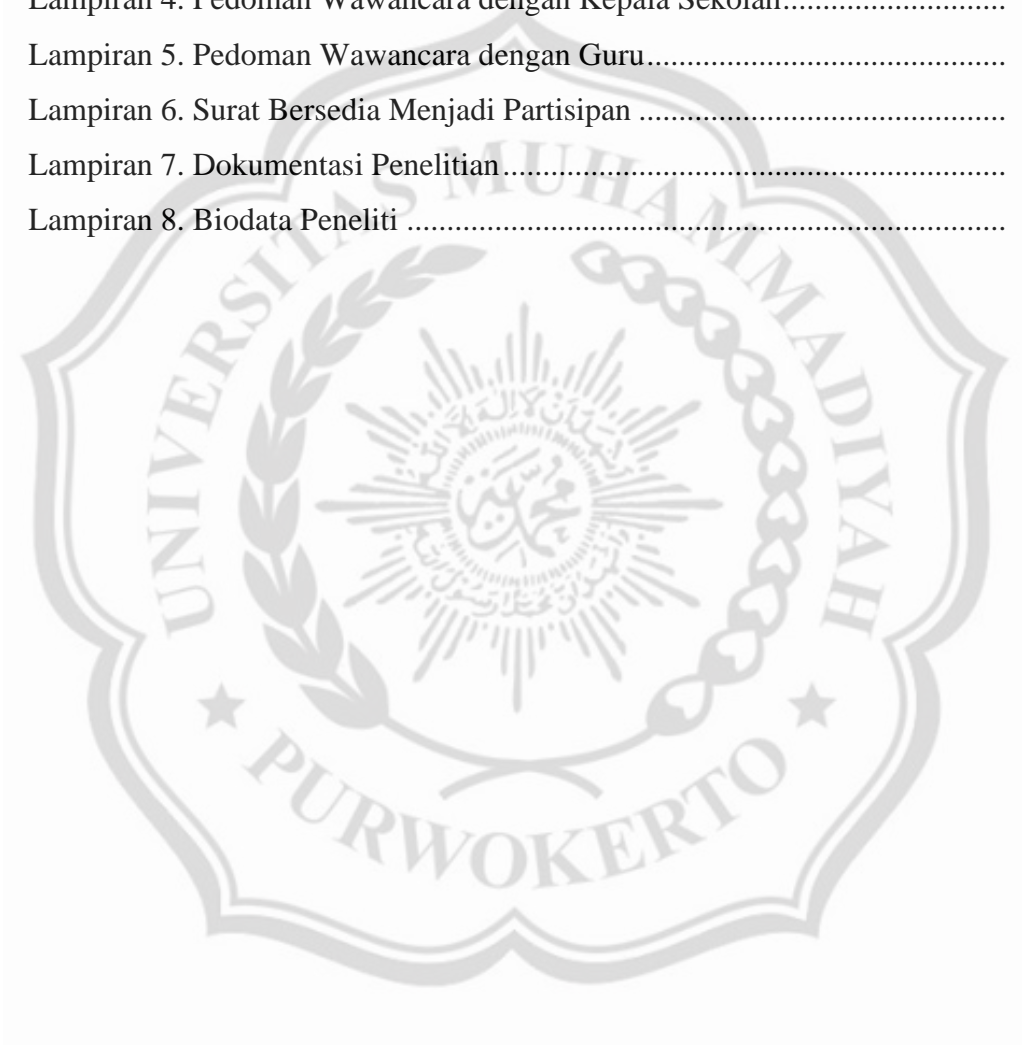 Lampiran 4. Pedoman Wawancara dengan Kepala Sekolah............................
Lampiran 5. Pedoman Wawancara dengan Guru............................................
Lampiran 6. Surat Bersedia Menjadi Partisipan .............................................
Lampiran 7. Dokumentasi Penelitian..............................................................
Lampiran 8. Biodata Peneliti .........................................................................
UNIVERSITAS MUHAMMADIYAH
PURWOKERTO